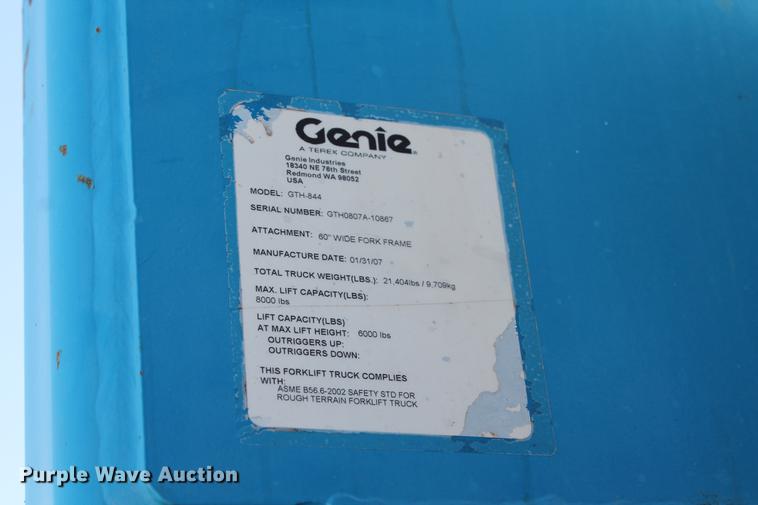 Genie
A TEREX COMPANY
Genie Industries
18340 NE 76th Street
Redmond WA 98052
USA
MODEL: GTH-844
SERIAL NUMBER: GTH0807A-10867
ATTACHMENT: 60" WIDE FORK FRAME
MANUFACTURE DATE: 01/31/07
TOTAL TRUCK WEIGHT(LBS.): 21,404lbs / 9,709kg
MAX. LIFT CAPACITY(LBS):
8000 lbs
LIFT CAPACITY(LBS)
AT MAX LIFT HEIGHT: 6000 lbs
OUTRIGGERS UP:
OUTRIGGERS DOWN:
THIS FORKLIFT TRUCK COMPLIES
WITH:
ASME B56.6-2002 SAFETY STD FOR
ROUGH TERRAIN FORKLIFT TRUCK
Purple Wave Auction